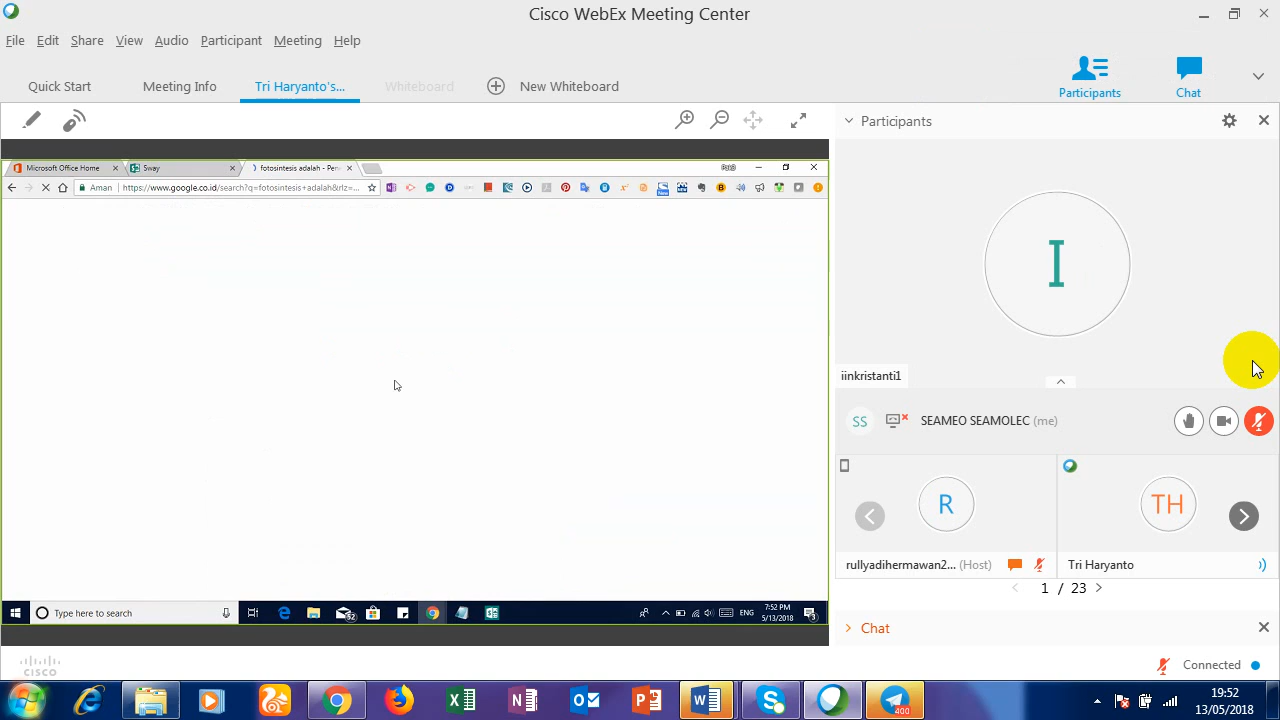 Cisco WebEx Meeting Center
File Edit Share View Audio Participant Meeting Help
Quick Start Meeting Info Tri Haryanto's... Whiteboard New Whiteboard
Participants Chat
Participants
Microsoft Office Home Sway fotosintesis adalah - Pen
Aman https://www.google.co.id/search?q=fotosintesis+adalah&rlz=...
I
iinkristanti1
SS SEAMEO SEAMOLEC (me)
R TH
rullyadihermawan2... (Host) Tri Haryanto
1 / 23
Type here to search 52 ENG 7:52 PM
5/13/2018 3
Chat
CISCO
Connected
400
19:52
13/05/2018